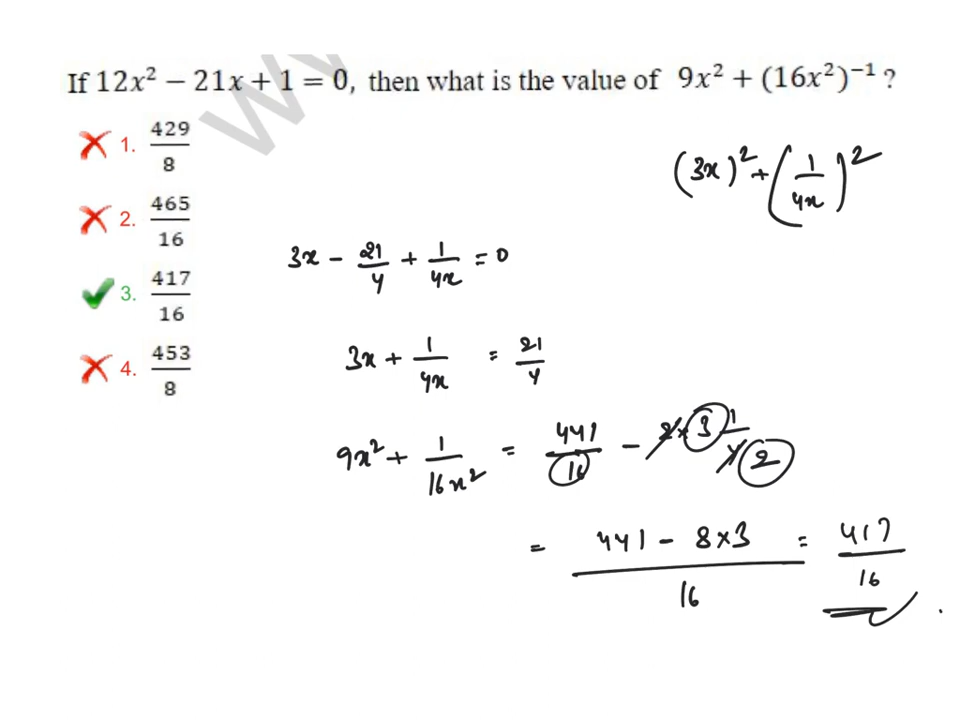 If 12x² − 21x + 1 = 0, then what is the value of 9x² + (16x²)⁻¹ ?
1. 429/8
2. 465/16
3. 417/16
4. 453/8
(3x)² + (1/4x)²
3x − 21/4 + 1/4x = 0
3x + 1/4x = 21/4
9x² + 1/16x² = 441/16 − 2×3 1/4 2
= 441 − 8×3 / 16 = 417/16